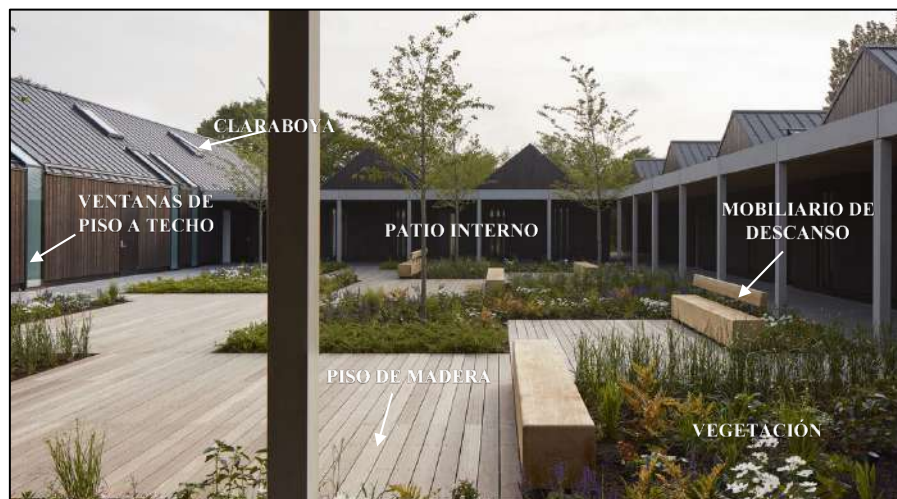 CLARABOYA
VENTANAS DE
PISO A TECHO
PATIO INTERNO
MOBILIARIO DE
DESCANSO
PISO DE MADERA
VEGETACIÓN